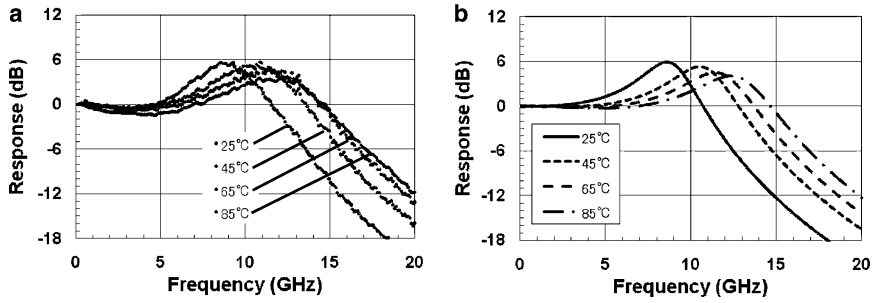 a
12
6
0
-6
-12
-18
Response (dB)
•25℃
•45℃
•65℃
•85℃
0 5 10 15 20
Frequency (GHz)
b
12
6
0
-6
-12
-18
Response (dB)
25℃
45℃
65℃
85℃
0 5 10 15 20
Frequency (GHz)